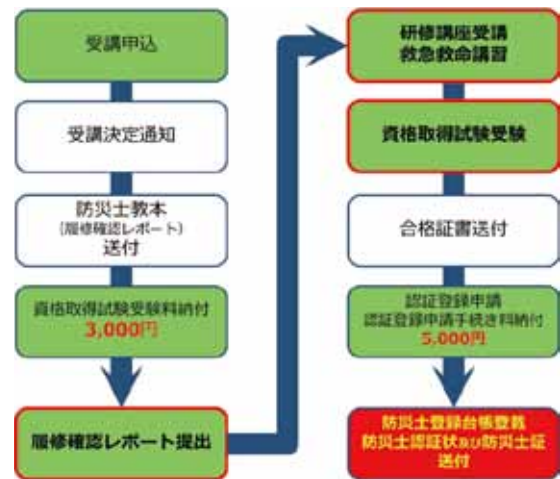 受講申込
受講決定通知
防災士教本
(履修確認レポート)
送付
資格取得試験受験料納付
3,000円
履修確認レポート提出
研修講座受講
救急救命講習
資格取得試験受験
合格証書送付
認証登録申請
認証登録申請手続き料納付
5,000円
防災士登録台帳登載
防災士認証状及び防災士証
送付